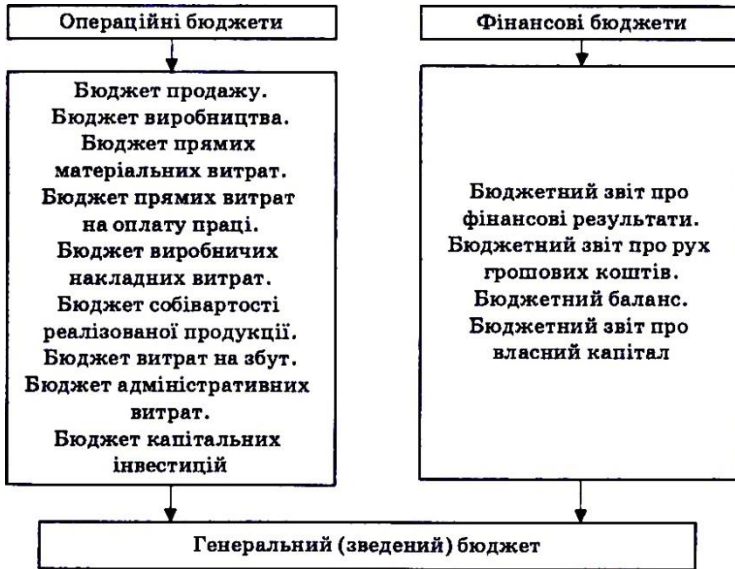 Операційні бюджети
Фінансові бюджети
Бюджет продажу.
Бюджет виробництва.
Бюджет прямих
матеріальних витрат.
Бюджет прямих витрат
на оплату праці.
Бюджет виробничих
накладних витрат.
Бюджет собівартості
реалізованої продукції.
Бюджет витрат на збут.
Бюджет адміністративних
витрат.
Бюджет капітальних
інвестицій
Бюджетний звіт про
фінансові результати.
Бюджетний звіт про рух
грошових коштів.
Бюджетний баланс.
Бюджетний звіт про
власний капітал
Генеральний (зведений) бюджет